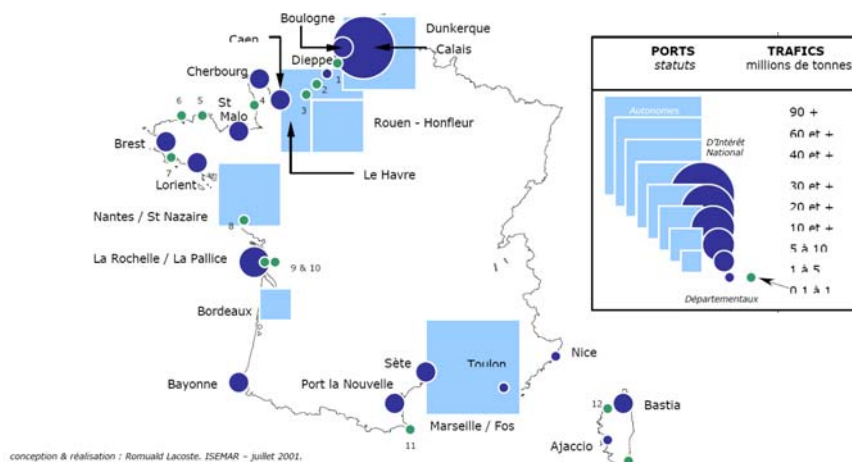 Boulogne
Dunkerque
Calais
Caen
Dieppe
Cherbourg
1
2
3
4
6
5
St
Malo
Rouen - Honfleur
Brest
7
Lorient
Le Havre
Nantes / St Nazaire
8
La Rochelle / La Pallice
9 & 10
Bordeaux
Sète
Toulon
Nice
Bayonne
Port la Nouvelle
Marseille / Fos
11
12
Bastia
Ajaccio
PORTS
statuts
TRAFICS
millions de tonnes
Autonomes
D'Intérêt
National
90 +
60 et +
40 et +
30 et +
20 et +
10 et +
5 à 10
1 à 5
0,1 à 1
Départementaux
conception & réalisation : Romuald Lacoste. ISEMAR - juillet 2001.